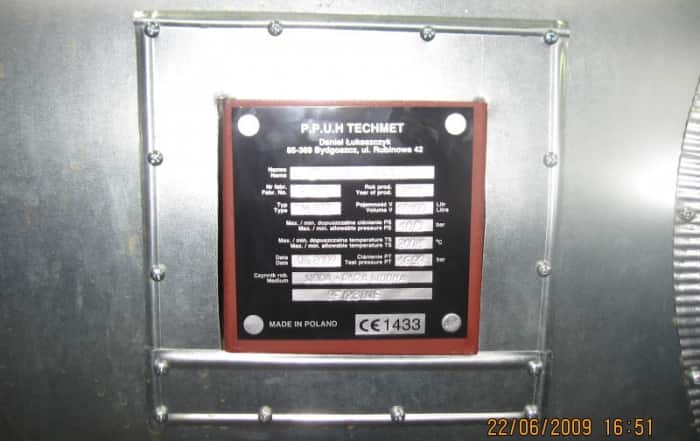 P.P.U.H TECHMET
Daniel Łukaszczyk
85-369 Bydgoszcz, ul. Rubinowa 42
Nazwa
Name
Nr fabr.
Fabr. No.
Rok prod.
Year of prod.
Typ
Type
Pojemność V
Volume V
Litr
Litre
Max. / min. dopuszczalne ciśnienie PS
Max. / min. allowable pressure PS
bar
Max. / min. dopuszczalna temperatura TS
Max. / min. allowable temperature TS
°C
Data
Date
Ciśnienie PT
Test pressure PT
bar
Czynnik rob.
Medium
WODA - PARA WODNA
MADE IN POLAND
CE 1433
22/06/2009 16:51